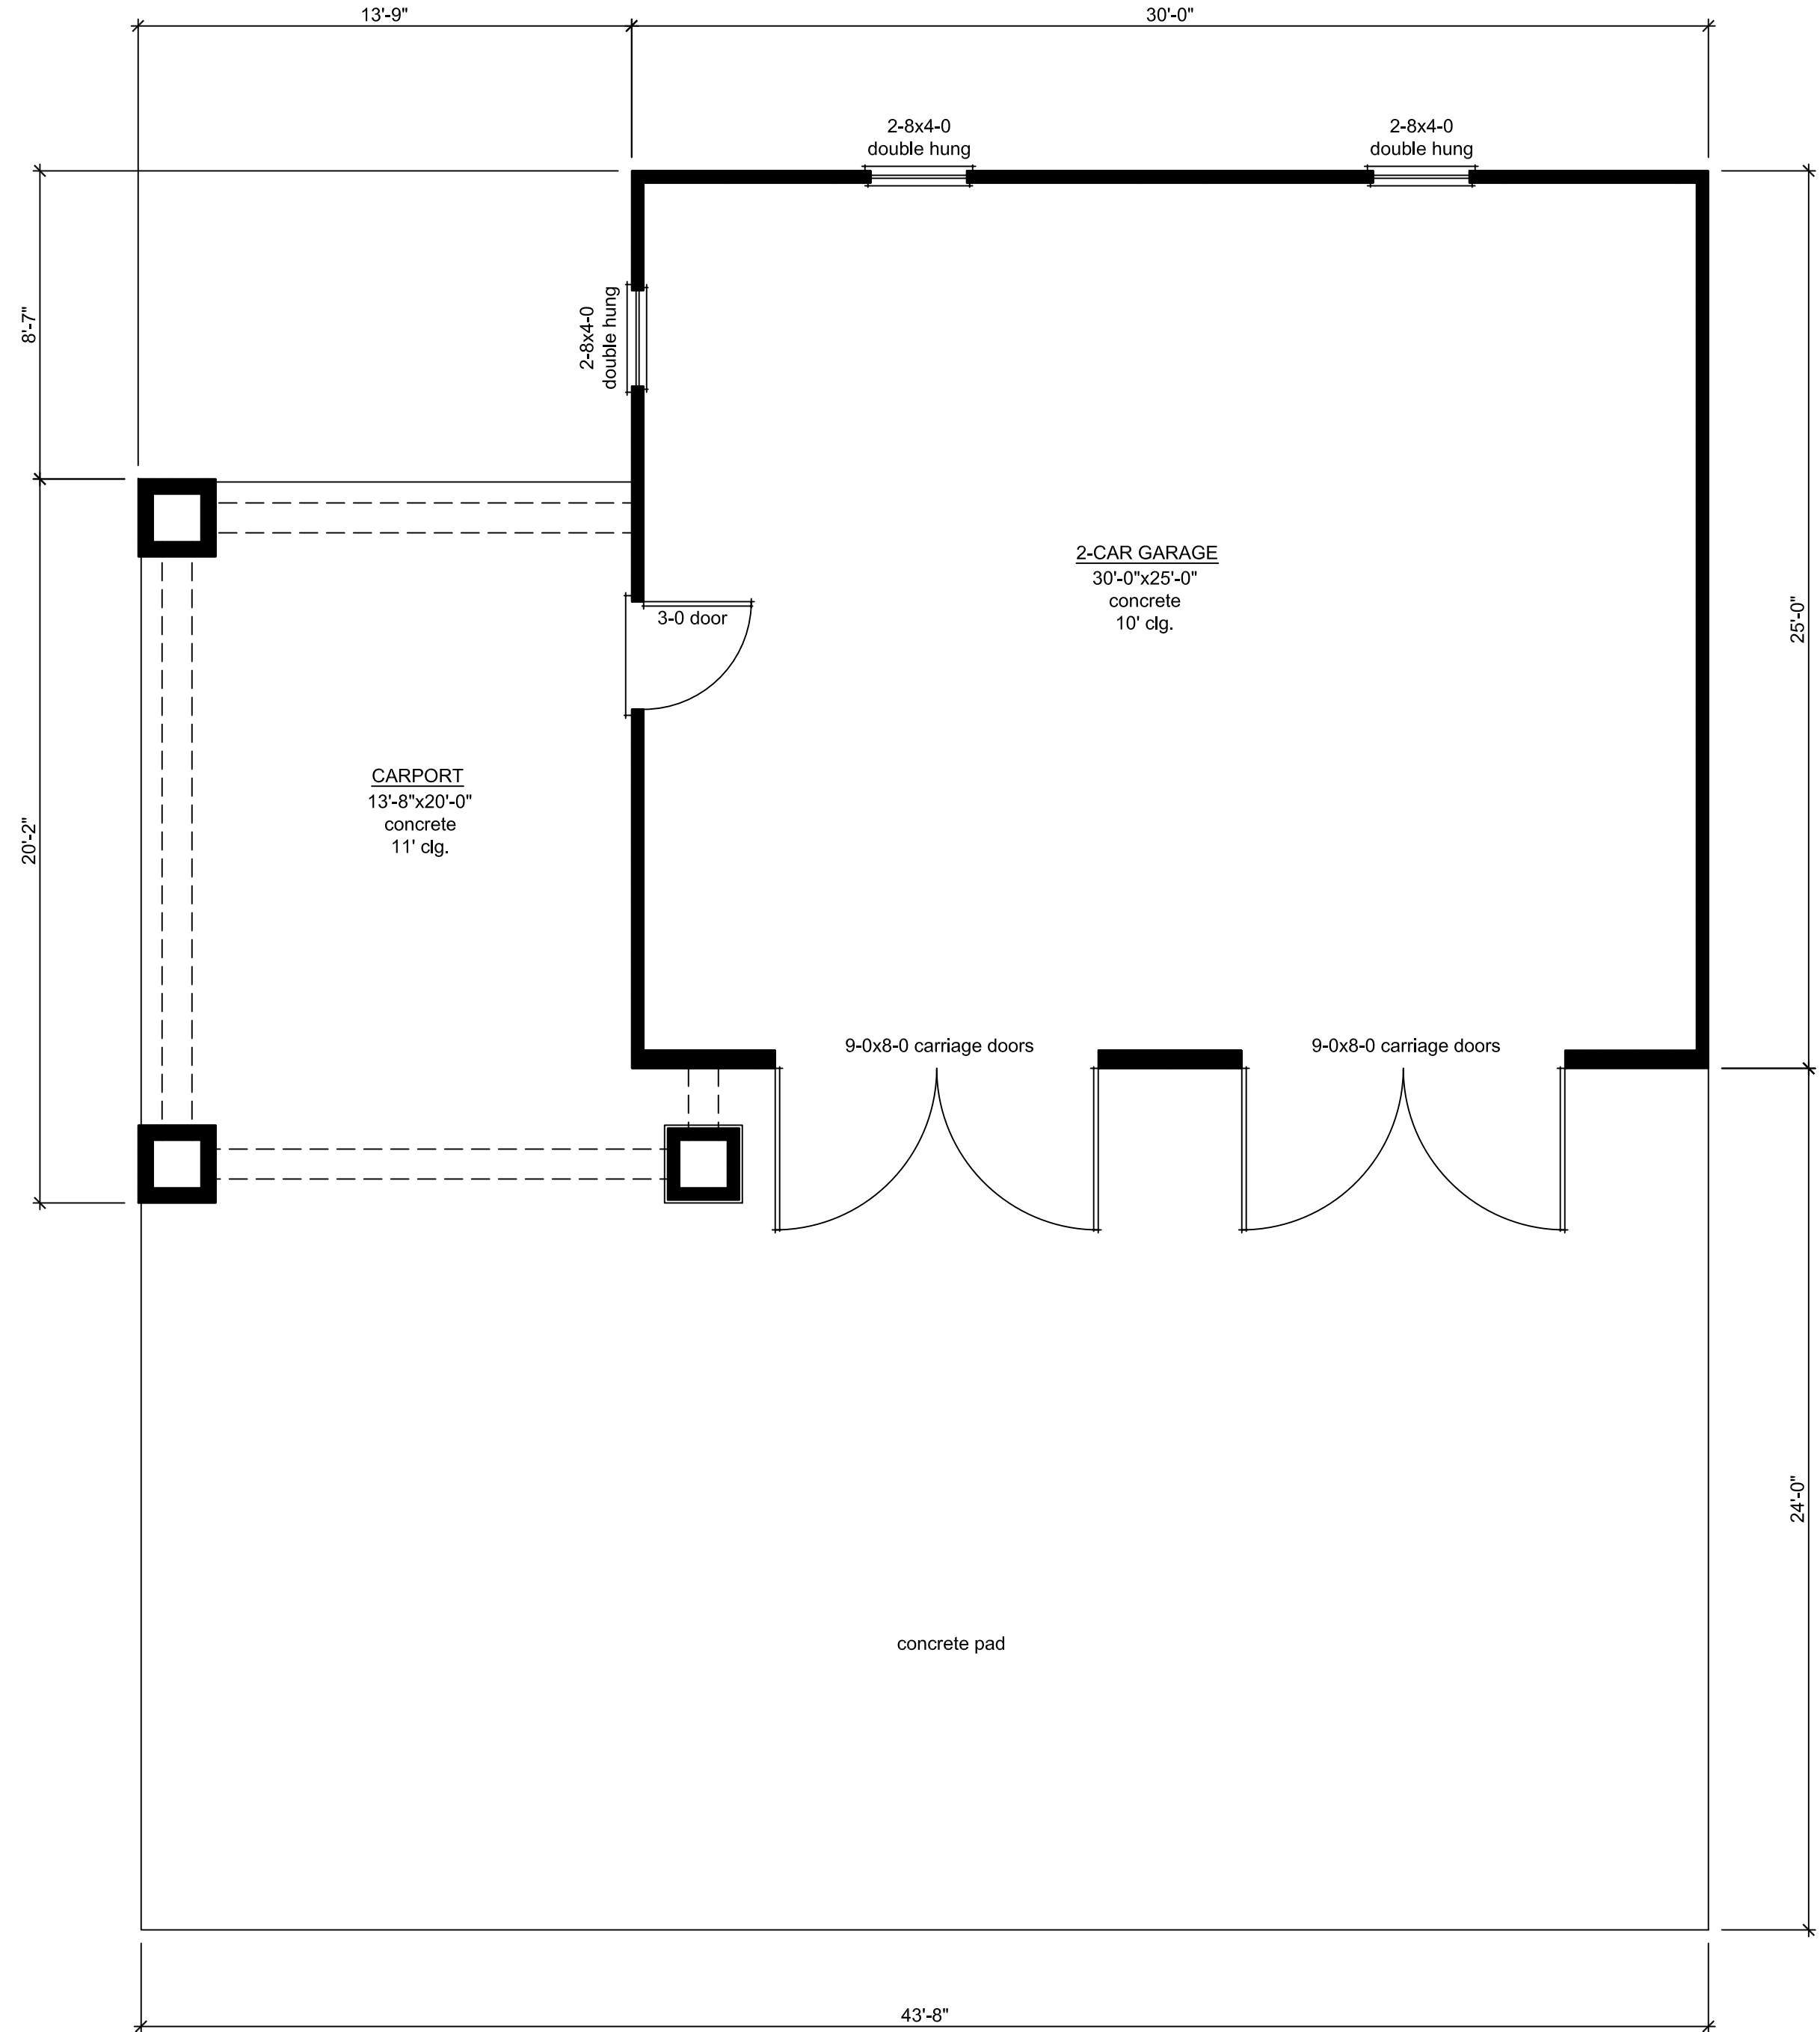 13'-9"
30'-0"
2-8x4-0
double hung
2-8x4-0
double hung
8'-7"
2-8x4-0
double hung
2-CAR GARAGE
30'-0"x25'-0"
concrete
10' clg.
25'-0"
3-0 door
CARPORT
13'-8"x20'-0"
concrete
11' clg.
20'-2"
9-0x8-0 carriage doors
9-0x8-0 carriage doors
24'-0"
concrete pad
43'-8"